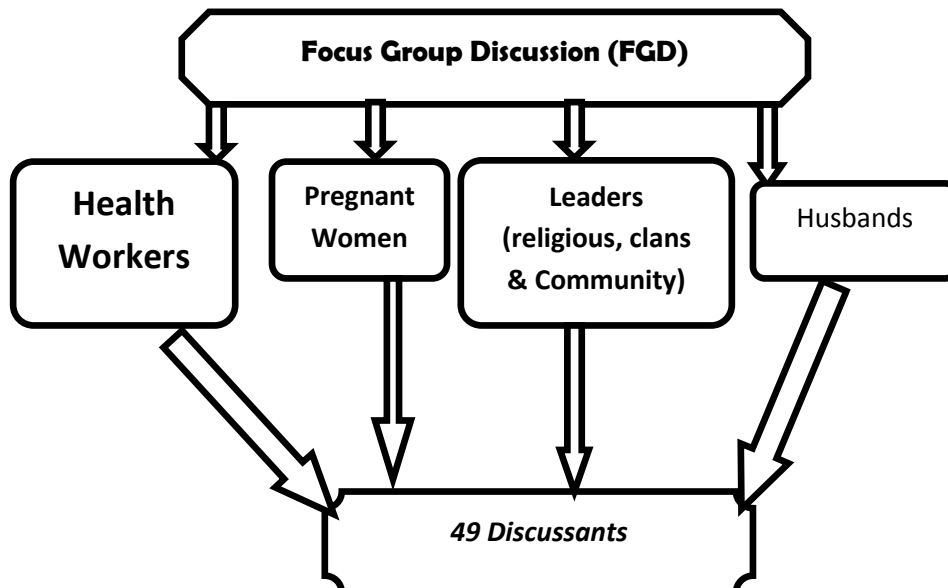 Focus Group Discussion (FGD)
Health
Workers
Pregnant
Women
Leaders
(religious, clans
& Community)
Husbands
49 Discussants